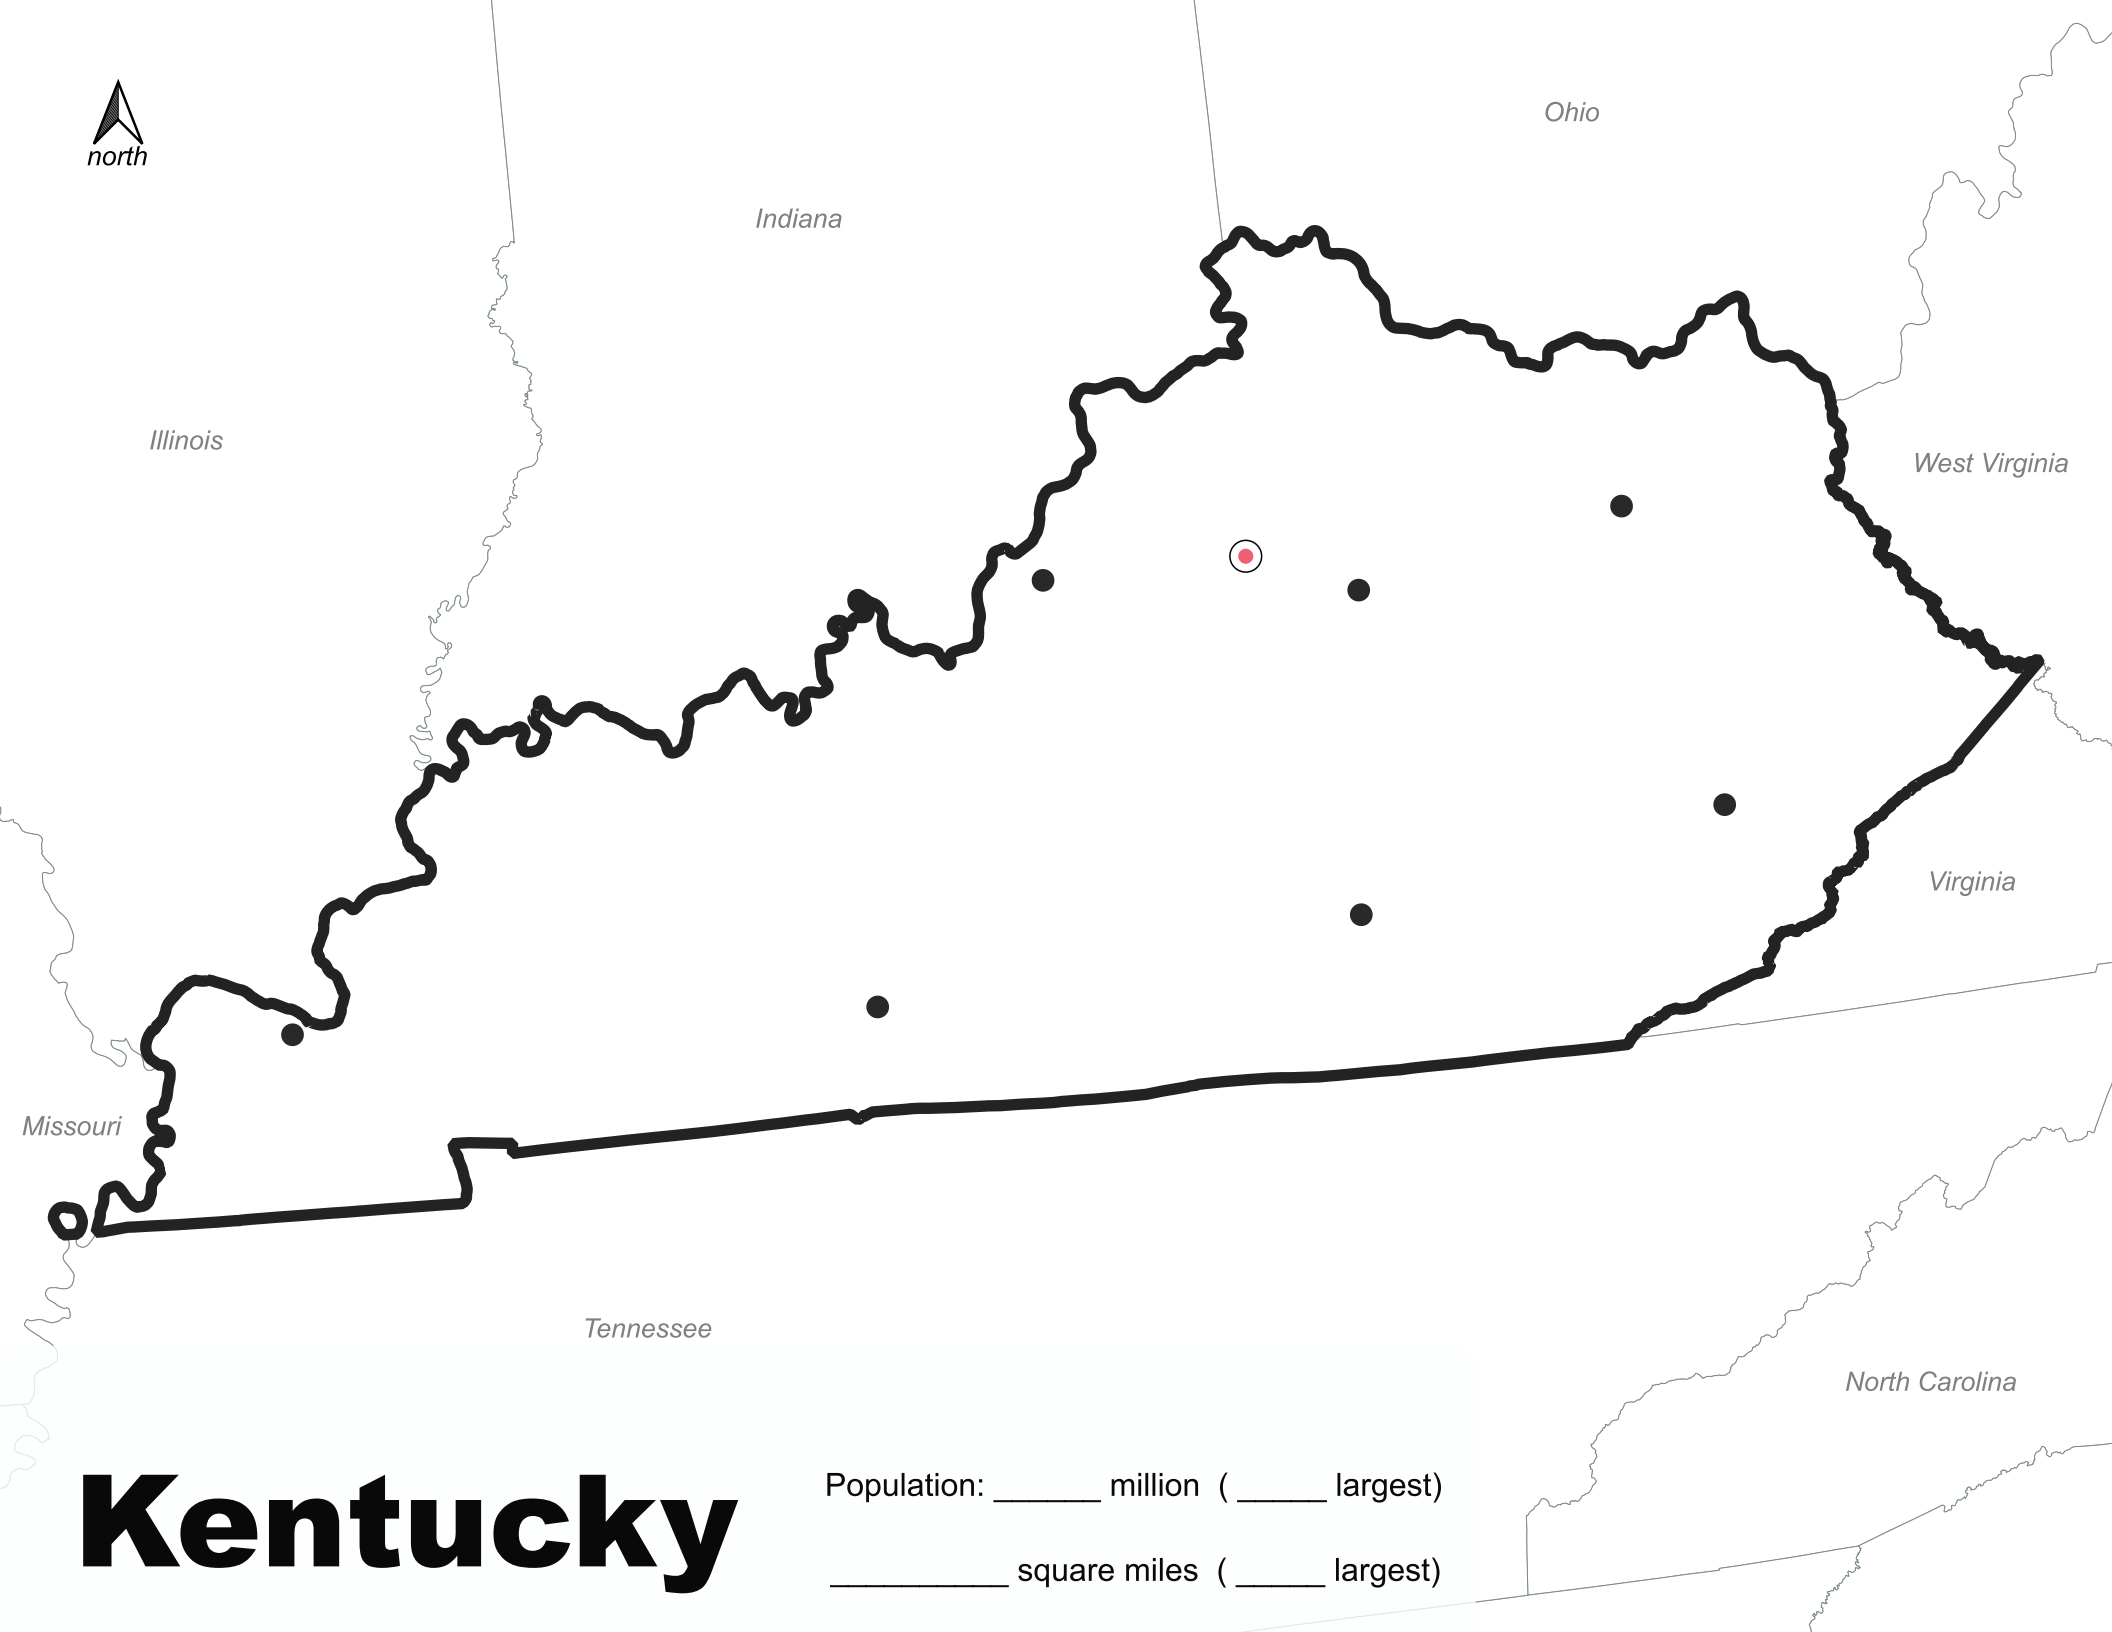 Ohio
north
Indiana
Illinois
West Virginia
Virginia
Missouri
Tennessee
North Carolina
Kentucky
Population: ______ million ( _____ largest)
__________ square miles ( _____ largest)